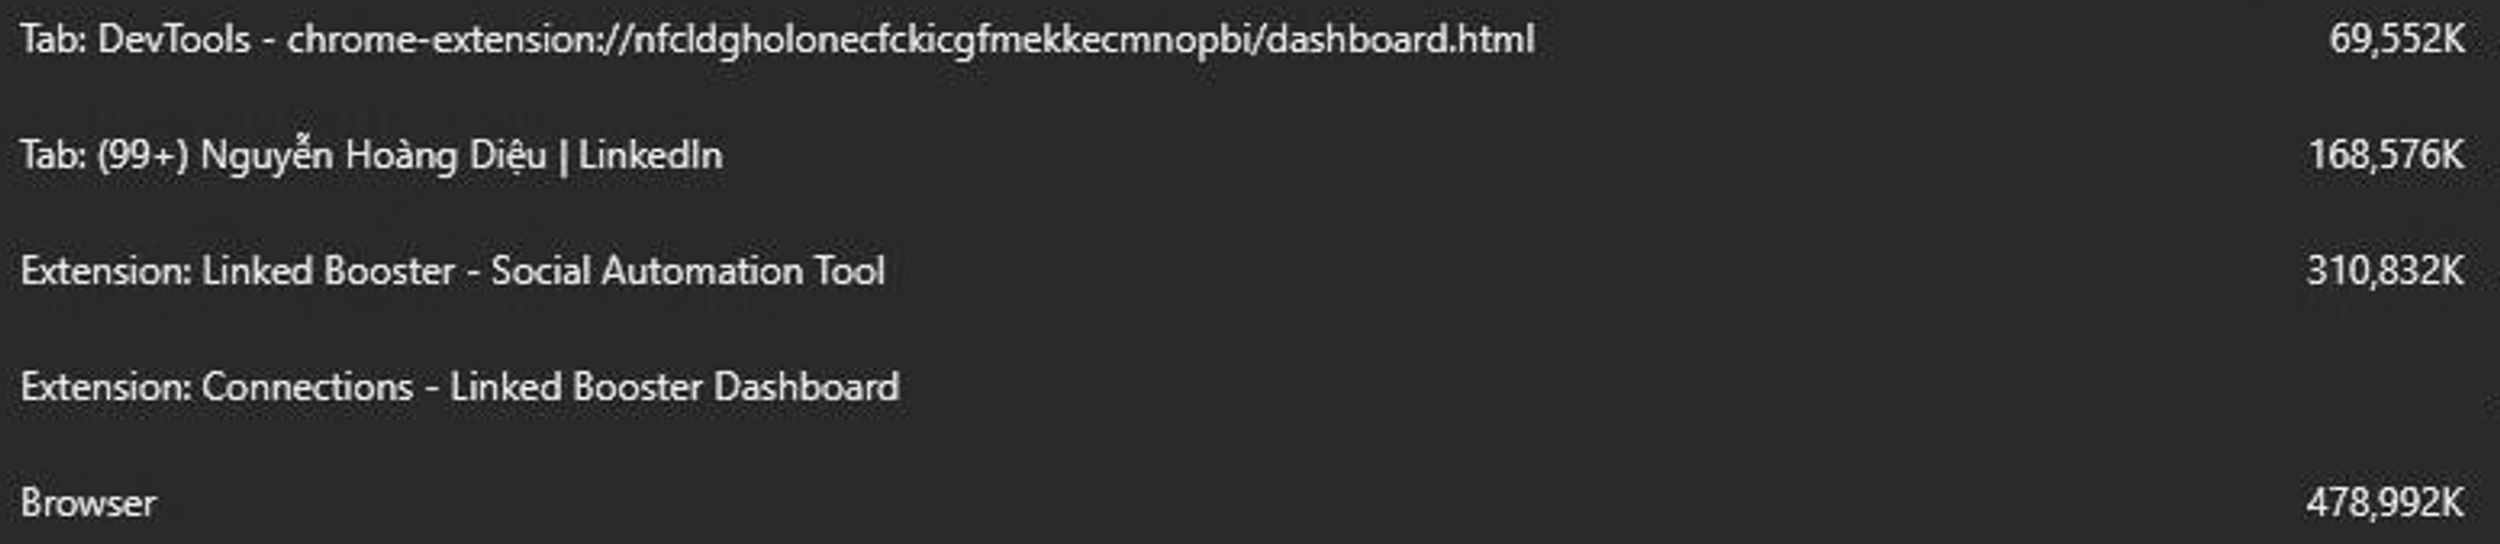 Tab: DevTools - chrome-extension://nfcldgholonecfckicgfmekkecmnopbi/dashboard.html 69,552K
Tab: (99+) Nguyễn Hoàng Diệu | LinkedIn 168,576K
Extension: Linked Booster - Social Automation Tool 310,832K
Extension: Connections - Linked Booster Dashboard
Browser 478,992K